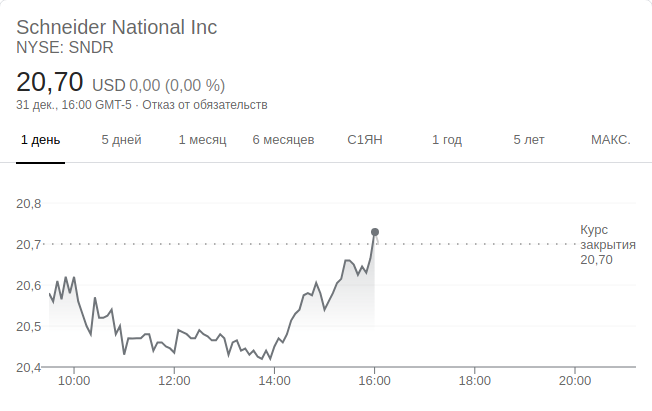 Schneider National Inc
NYSE: SNDR
20,70 USD 0,00 (0,00 %)
31 дек., 16:00 GMT-5 · Отказ от обязательств
1 день 5 дней 1 месяц 6 месяцев С1ЯН 1 год 5 лет МАКС.
20,8
Курс
20,7 закрытия
20,70
20,6
20,5
20,4
10:00 12:00 14:00 16:00 18:00 20:00